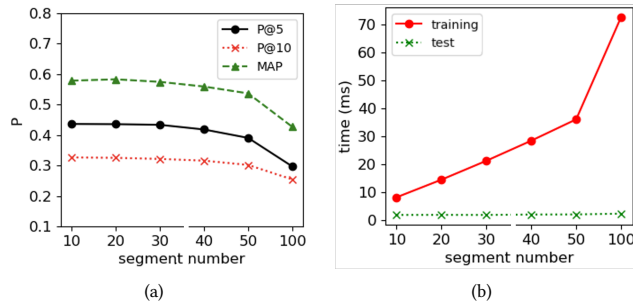 0.8
0.7
0.6
0.5
0.4
0.3
0.2
0.1
P
P@5
P@10
MAP
10 20 30 40 50 100
segment number
(a)
70
60
50
40
30
20
10
0
time (ms)
training
test
10 20 30 40 50 100
segment number
(b)